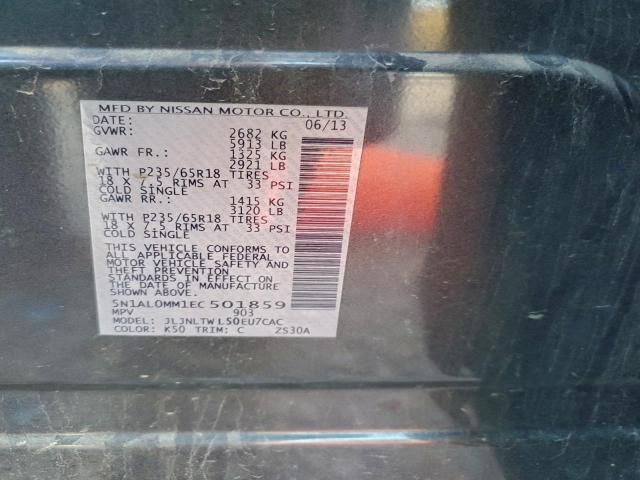 MFD BY NISSAN MOTOR CO., LTD.
DATE: 06/13
GVWR: 2682 KG
5913 LB
GAWR FR.: 1325 KG
2921 LB
WITH P235/65R18 TIRES
18 X 7.5 RIMS AT 33 PSI
COLD SINGLE
GAWR RR.: 1415 KG
3120 LB
WITH P235/65R18 TIRES
18 X 7.5 RIMS AT 33 PSI
COLD SINGLE
THIS VEHICLE CONFORMS TO
ALL APPLICABLE FEDERAL
MOTOR VEHICLE SAFETY AND
THEFT PREVENTION
STANDARDS IN EFFECT ON
THE DATE OF MANUFACTURE
SHOWN ABOVE.
5N1AL0MM1EC501859
MPV 903
MODEL: JLJNLTWL50EU7CAC
COLOR: K50 TRIM: C ZS30A